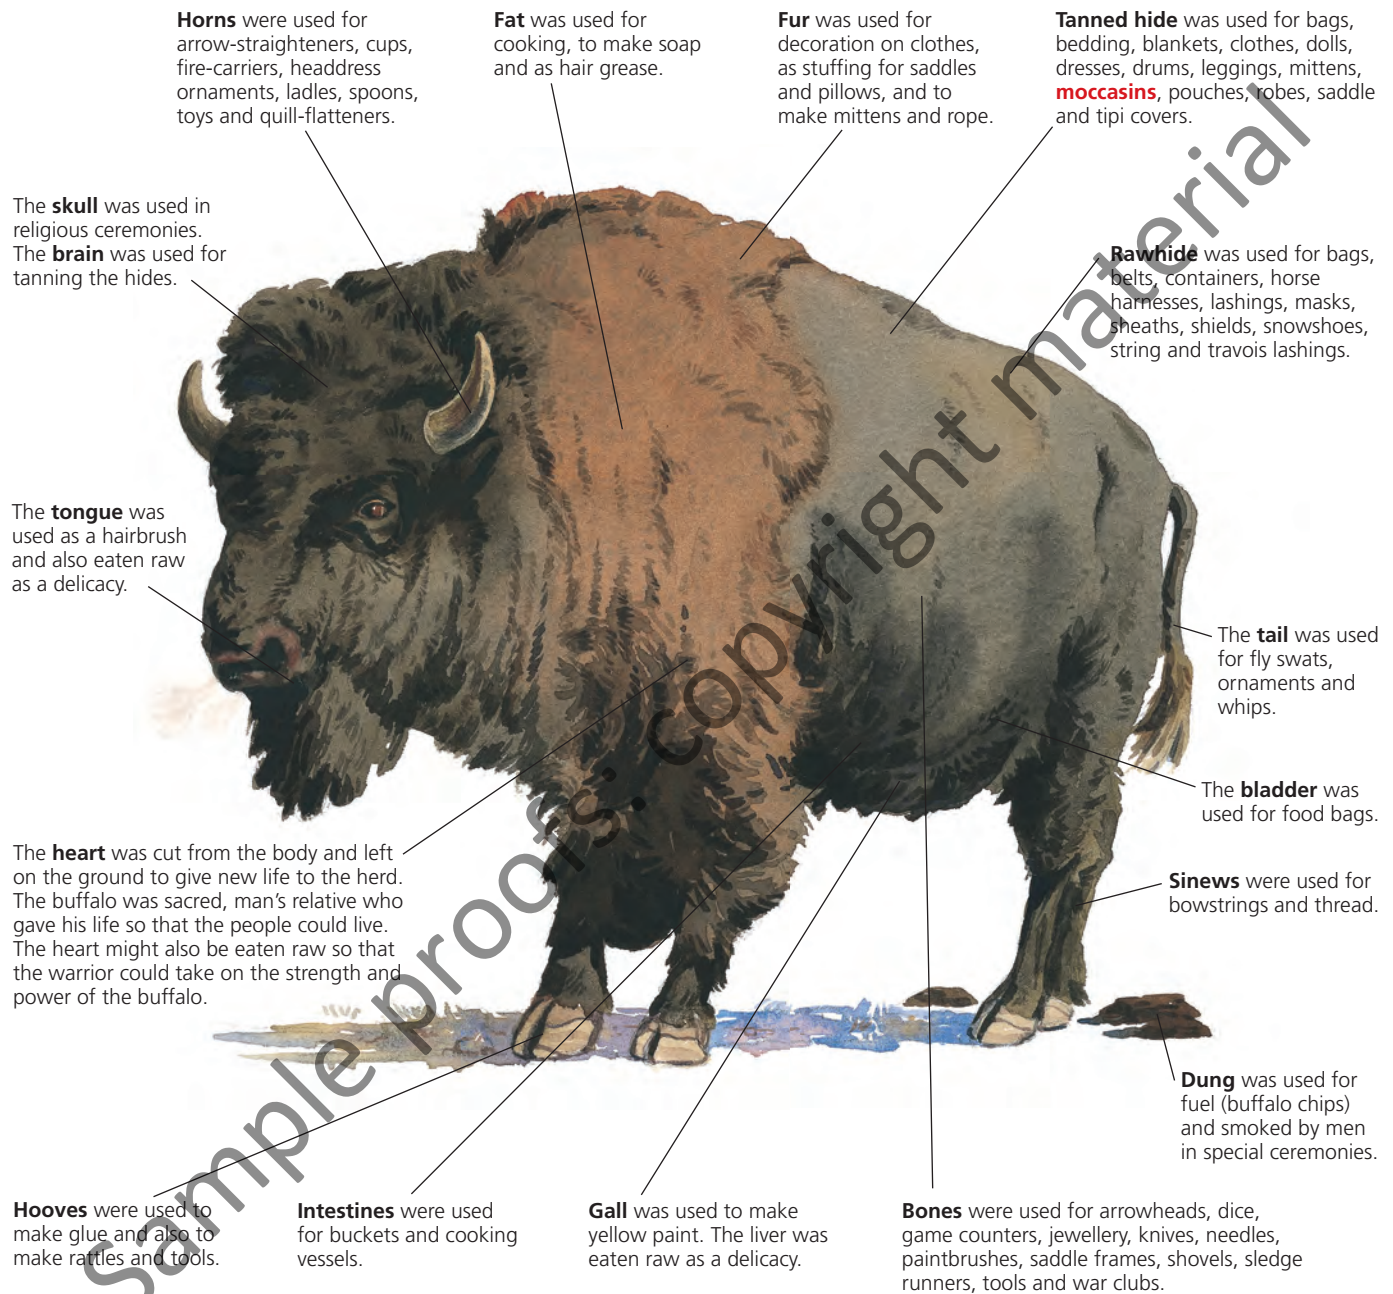 Horns were used for
arrow-straighteners, cups,
fire-carriers, headdress
ornaments, ladles, spoons,
toys and quill-flatteners.
Fat was used for
cooking, to make soap
and as hair grease.
Fur was used for
decoration on clothes,
as stuffing for saddles
and pillows, and to
make mittens and rope.
Tanned hide was used for bags,
bedding, blankets, clothes, dolls,
dresses, drums, leggings, mittens,
moccasins, pouches, robes, saddle
and tipi covers.
The skull was used in
religious ceremonies.
The brain was used for
tanning the hides.
Rawhide was used for bags,
belts, containers, horse
harnesses, lashings, masks,
sheaths, shields, snowshoes,
string and travois lashings.
The tongue was
used as a hairbrush
and also eaten raw
as a delicacy.
The tail was used
for fly swats,
ornaments and
whips.
The bladder was
used for food bags.
The heart was cut from the body and left
on the ground to give new life to the herd.
The buffalo was sacred, man's relative who
gave his life so that the people could live.
The heart might also be eaten raw so that
the warrior could take on the strength and
power of the buffalo.
Sinews were used for
bowstrings and thread.
Dung was used for
fuel (buffalo chips)
and smoked by men
in special ceremonies.
Hooves were used to
make glue and also to
make rattles and tools.
Intestines were used
for buckets and cooking
vessels.
Gall was used to make
yellow paint. The liver was
eaten raw as a delicacy.
Bones were used for arrowheads, dice,
game counters, jewellery, knives, needles,
paintbrushes, saddle frames, shovels, sledge
runners, tools and war clubs.
Sample proofs: copyright material